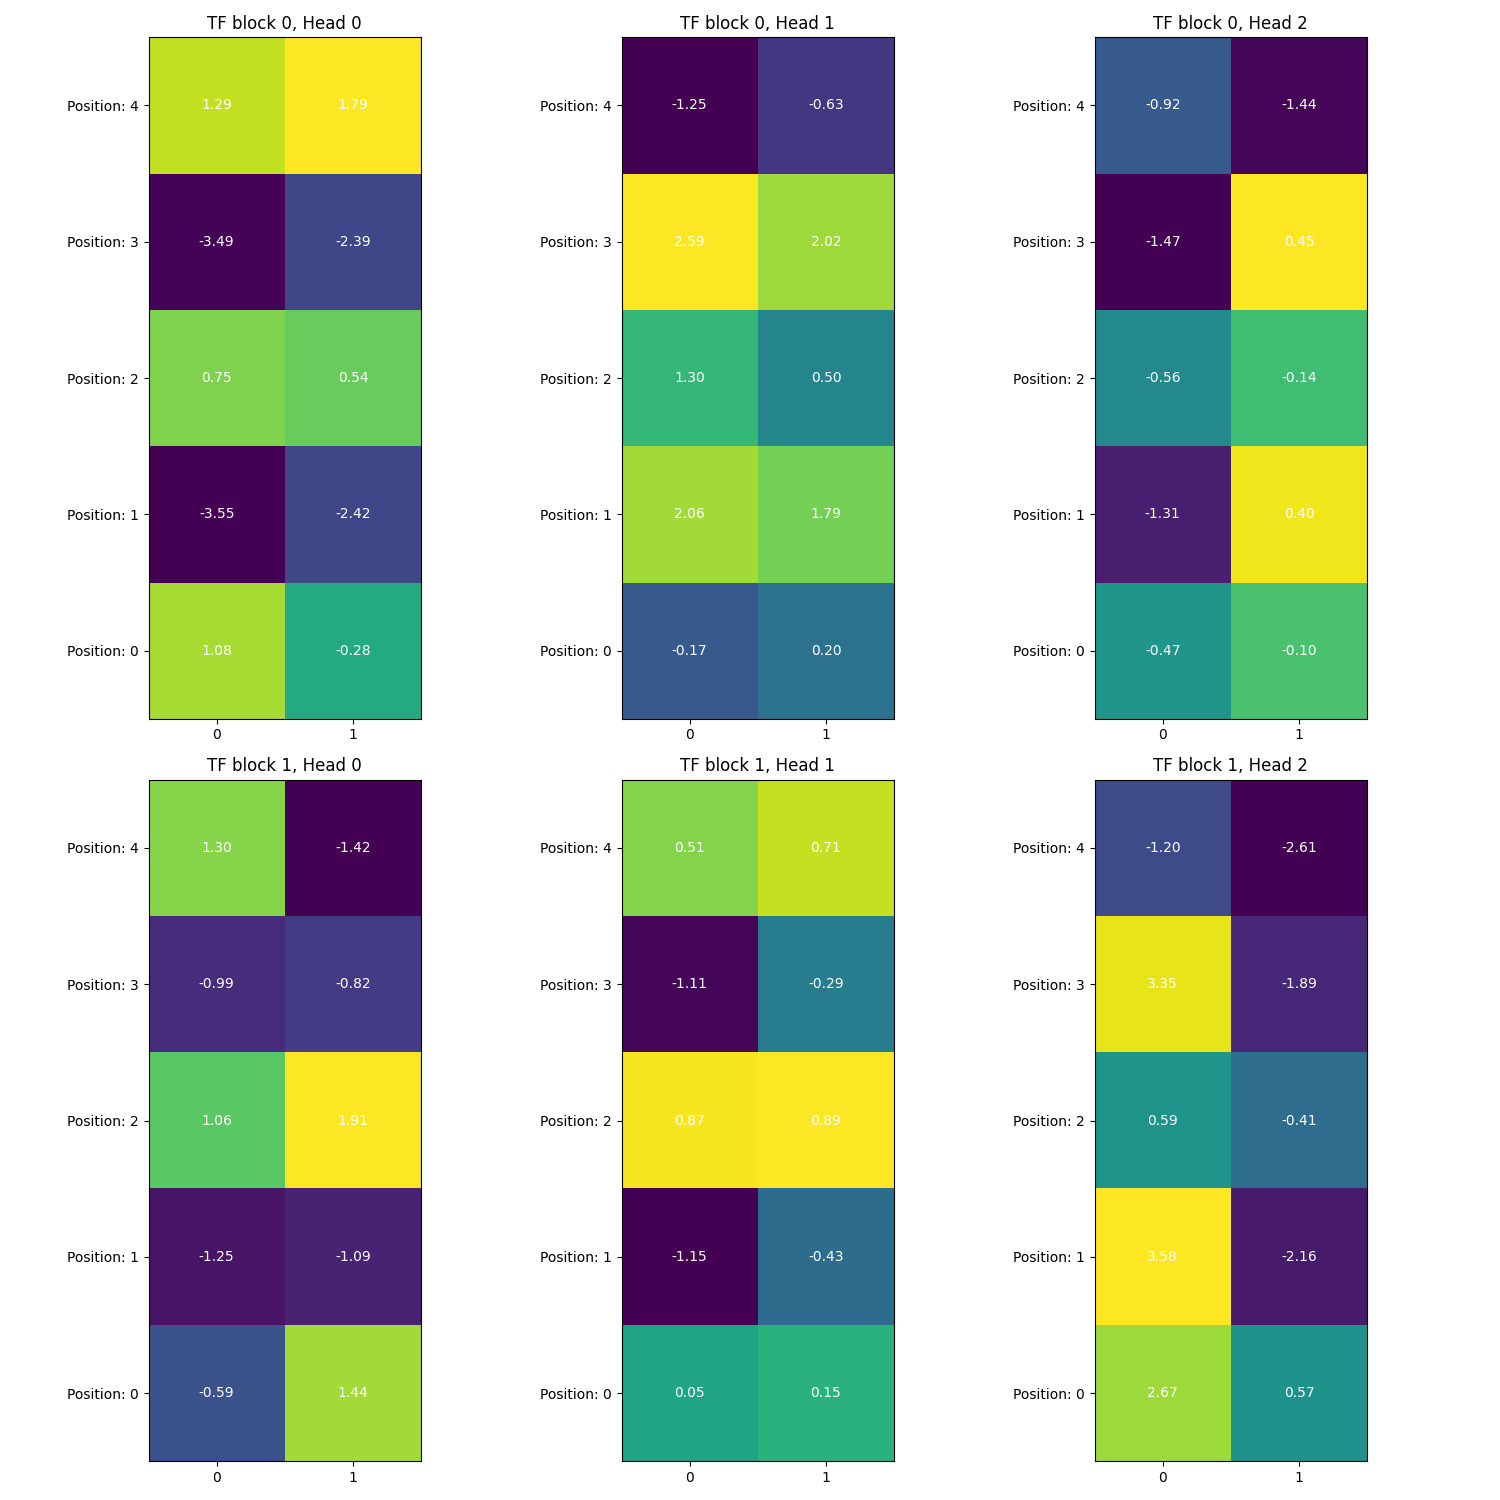 TF block 0, Head 0
Position: 4 1.29 1.79
Position: 3 -3.49 -2.39
Position: 2 0.75 0.54
Position: 1 -3.55 -2.42
Position: 0 1.08 -0.28
0 1
TF block 0, Head 1
Position: 4 -1.25 -0.63
Position: 3 2.59 2.02
Position: 2 1.30 0.50
Position: 1 2.06 1.79
Position: 0 -0.17 0.20
0 1
TF block 0, Head 2
Position: 4 -0.92 -1.44
Position: 3 -1.47 0.45
Position: 2 -0.56 -0.14
Position: 1 -1.31 0.40
Position: 0 -0.47 -0.10
0 1
TF block 1, Head 0
Position: 4 1.30 -1.42
Position: 3 -0.99 -0.82
Position: 2 1.06 1.91
Position: 1 -1.25 -1.09
Position: 0 -0.59 1.44
0 1
TF block 1, Head 1
Position: 4 0.51 0.71
Position: 3 -1.11 -0.29
Position: 2 0.87 0.89
Position: 1 -1.15 -0.43
Position: 0 0.05 0.15
0 1
TF block 1, Head 2
Position: 4 -1.20 -2.61
Position: 3 3.35 -1.89
Position: 2 0.59 -0.41
Position: 1 3.58 -2.16
Position: 0 2.67 0.57
0 1